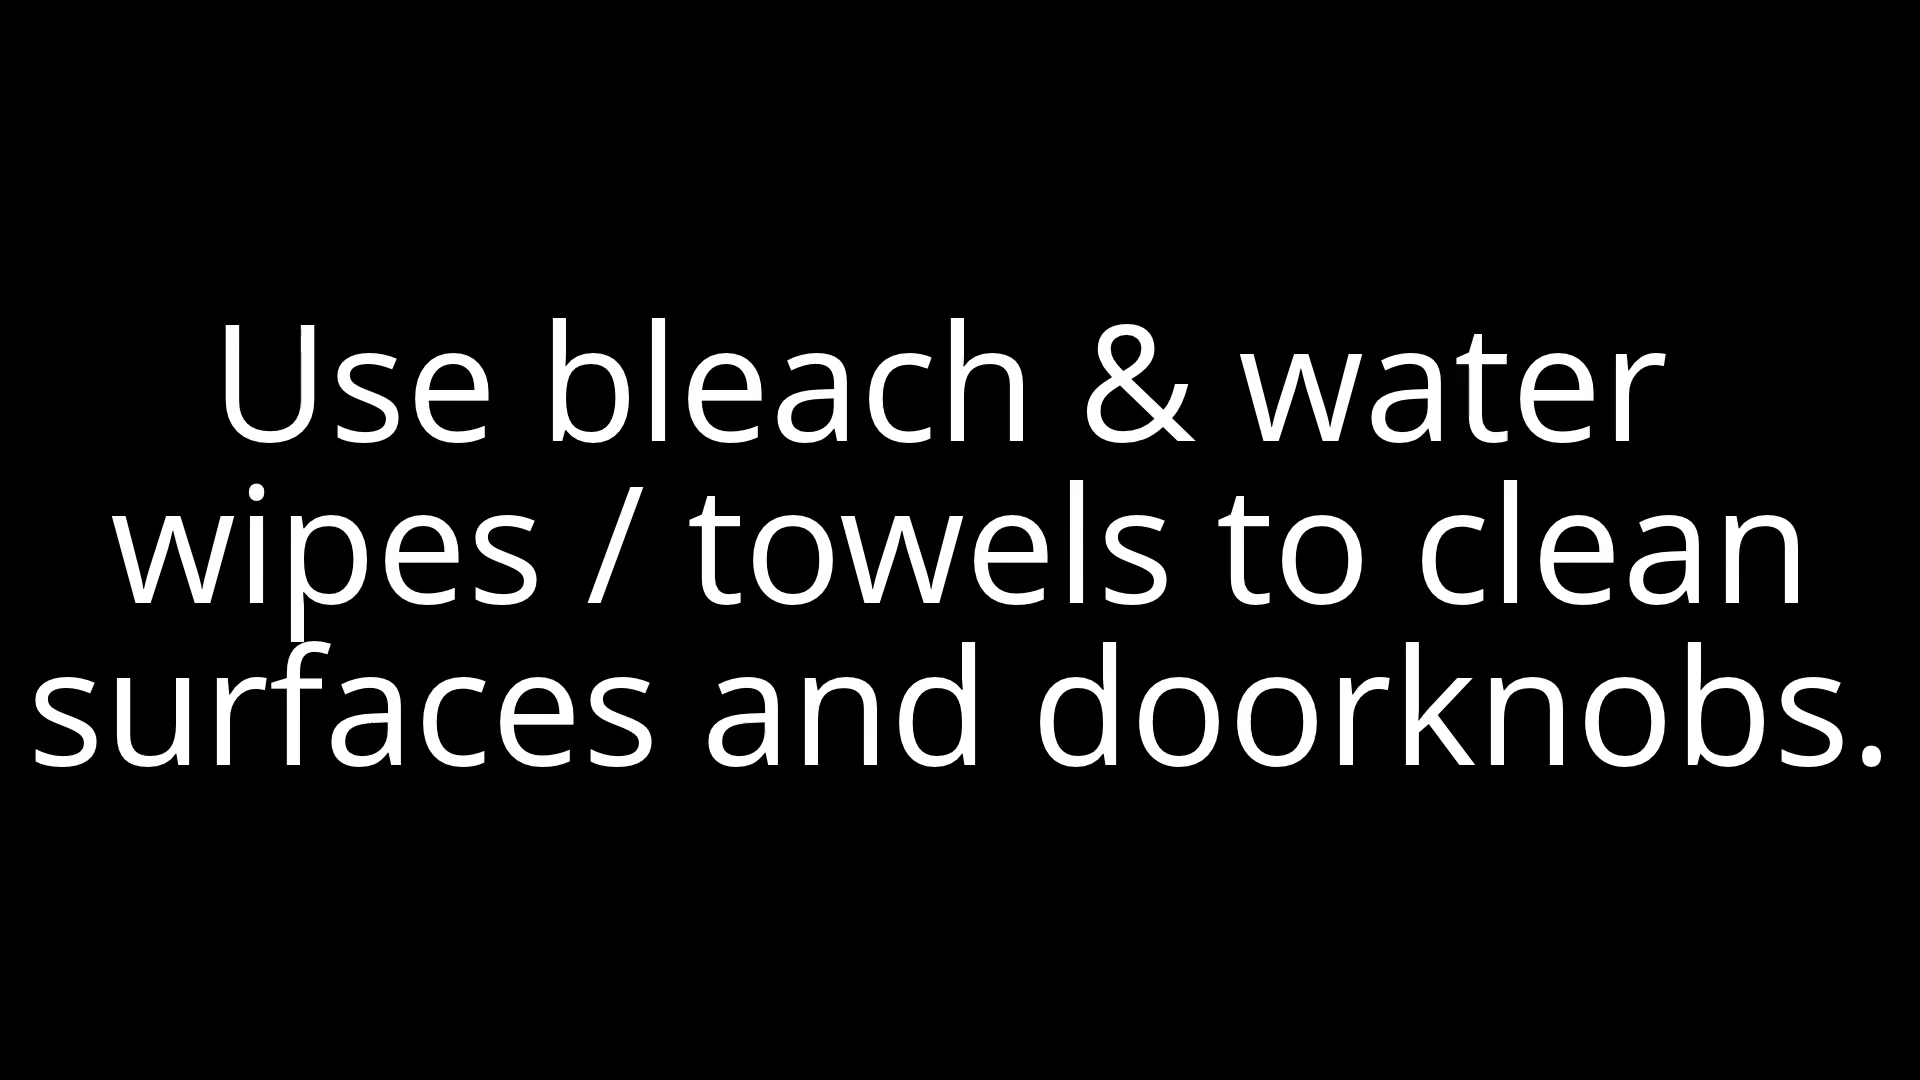 Use bleach & water
wipes / towels to clean
surfaces and doorknobs.